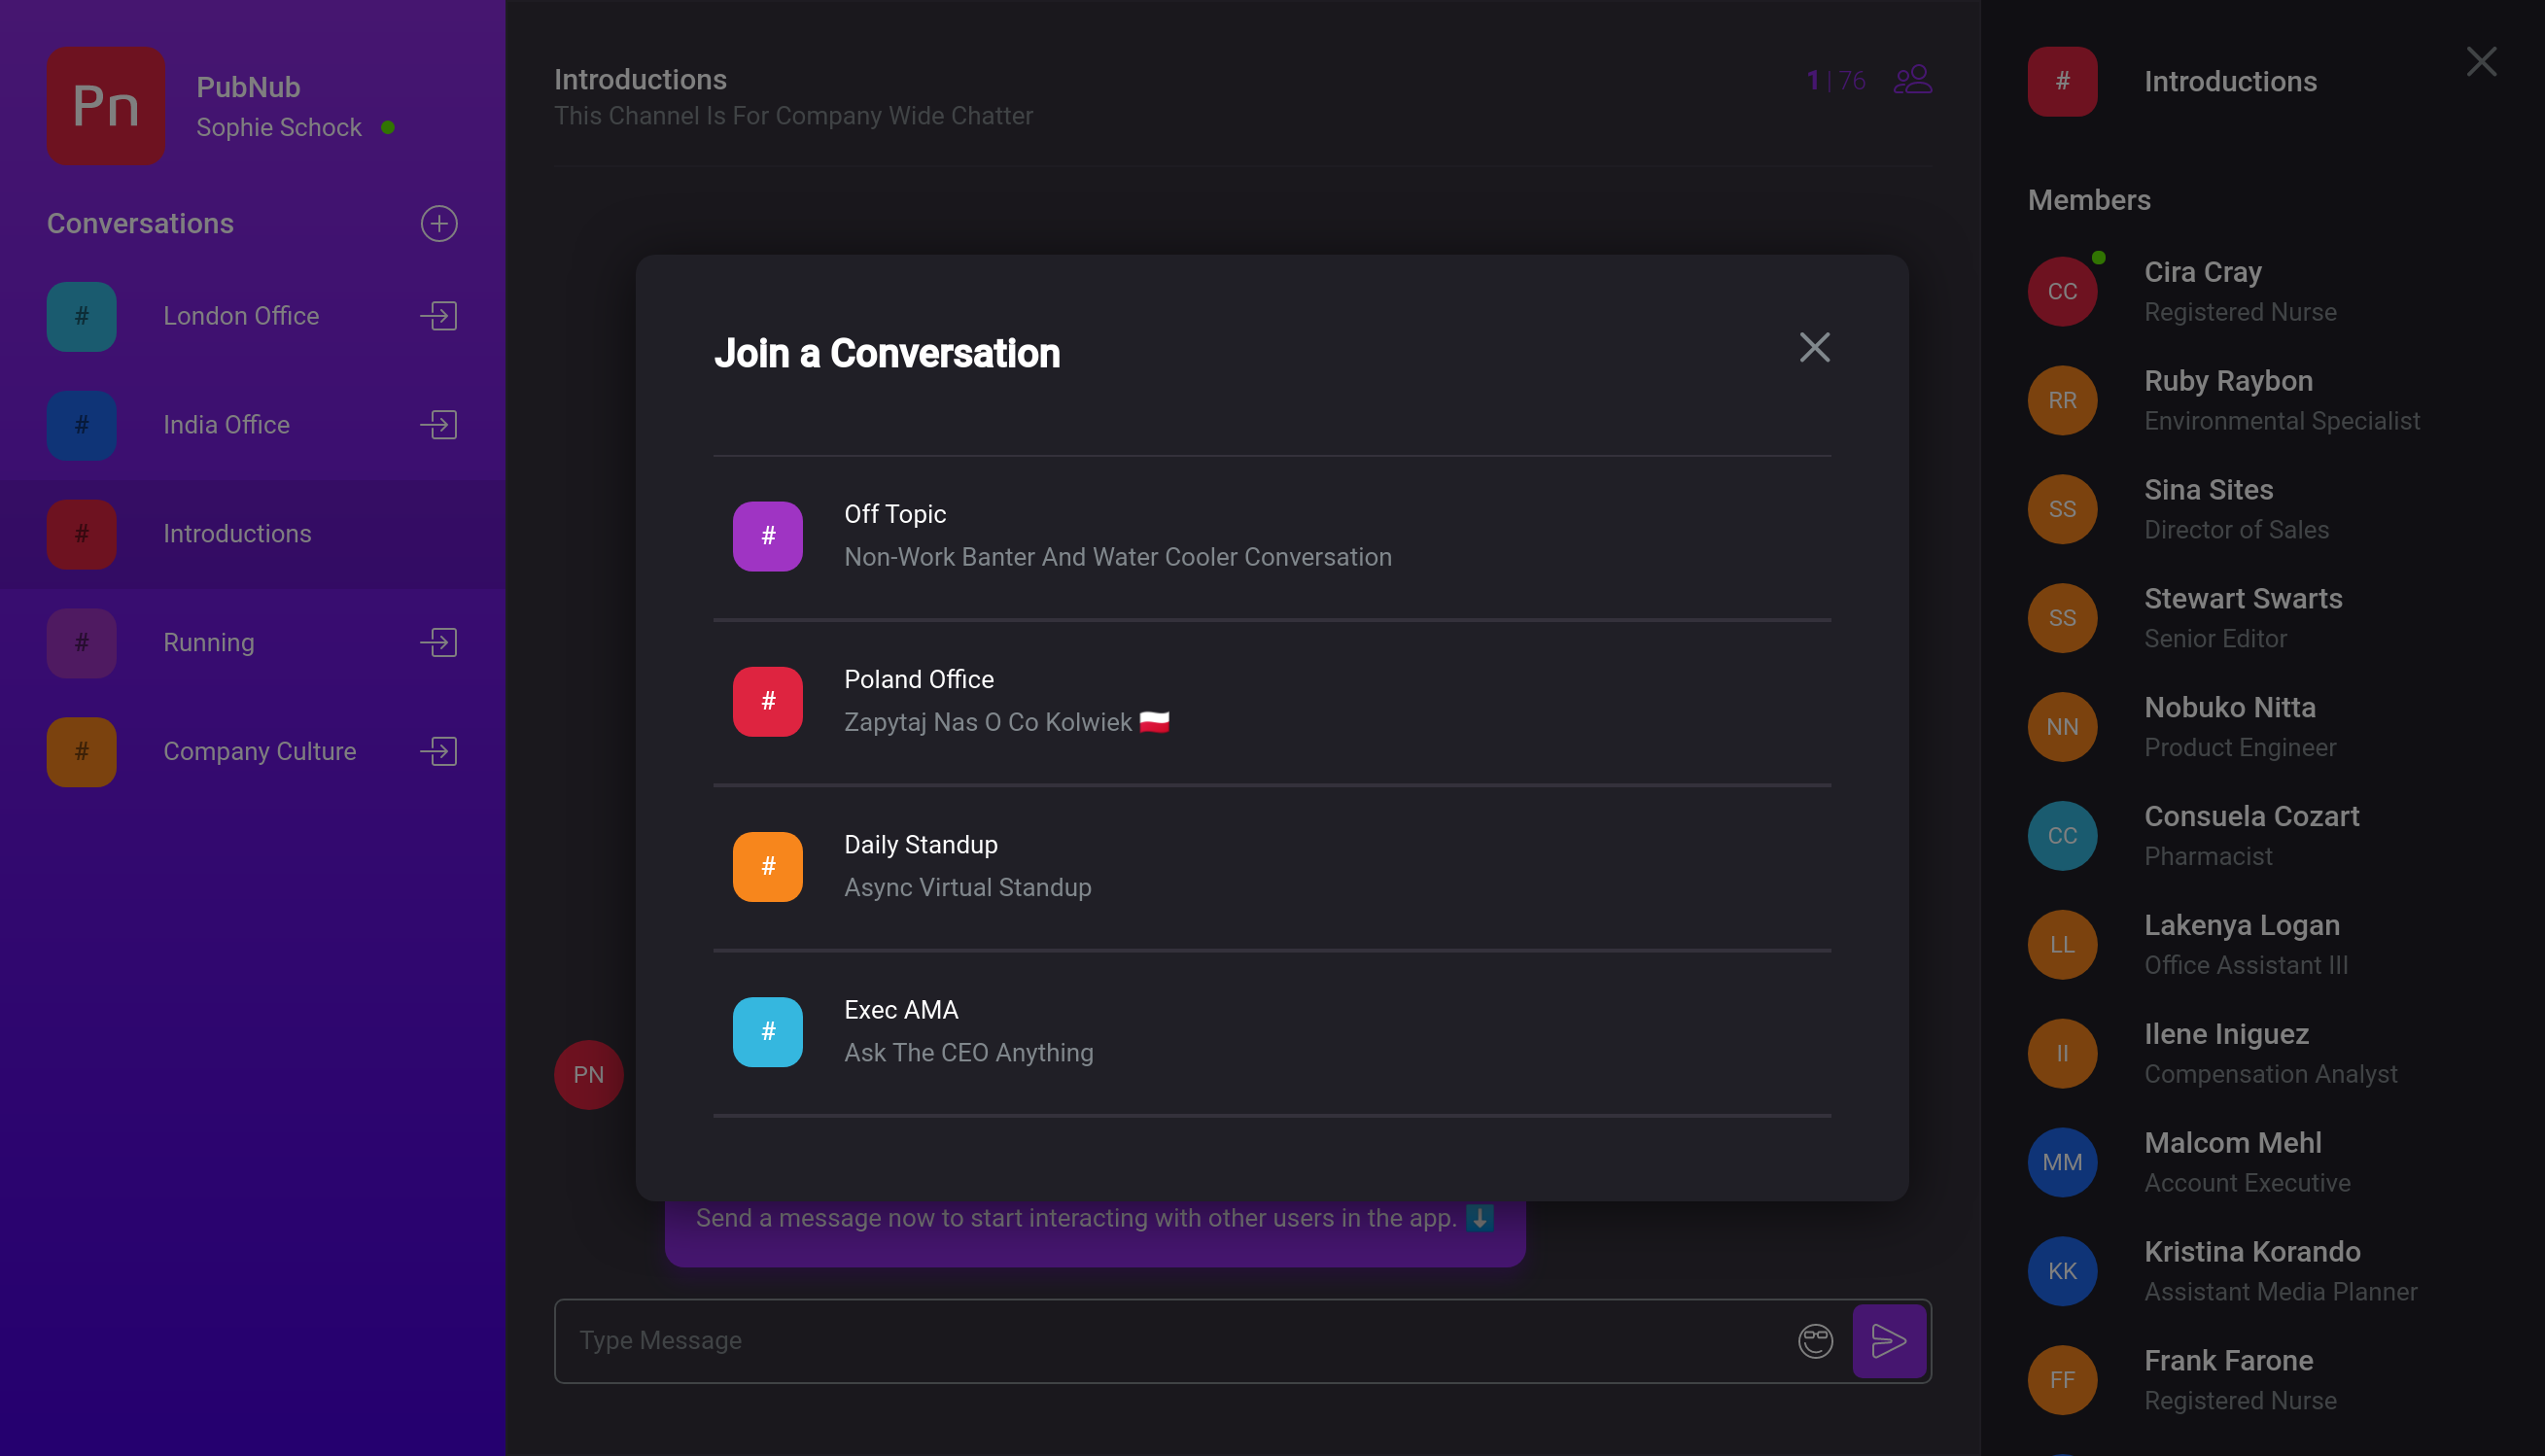 Pn
PubNub
Sophie Schock
Conversations
# London Office
# India Office
# Introductions
# Running
# Company Culture
Introductions
This Channel Is For Company Wide Chatter
1 | 76
Join a Conversation
# Off Topic
Non-Work Banter And Water Cooler Conversation
# Poland Office
Zapytaj Nas O Co Kolwiek 🇵🇱
# Daily Standup
Async Virtual Standup
# Exec AMA
Ask The CEO Anything
PN
Send a message now to start interacting with other users in the app. ⬇️
Type Message
# Introductions
Members
CC Cira Cray
Registered Nurse
RR Ruby Raybon
Environmental Specialist
SS Sina Sites
Director of Sales
SS Stewart Swarts
Senior Editor
NN Nobuko Nitta
Product Engineer
CC Consuela Cozart
Pharmacist
LL Lakenya Logan
Office Assistant III
II Ilene Iniguez
Compensation Analyst
MM Malcom Mehl
Account Executive
KK Kristina Korando
Assistant Media Planner
FF Frank Farone
Registered Nurse